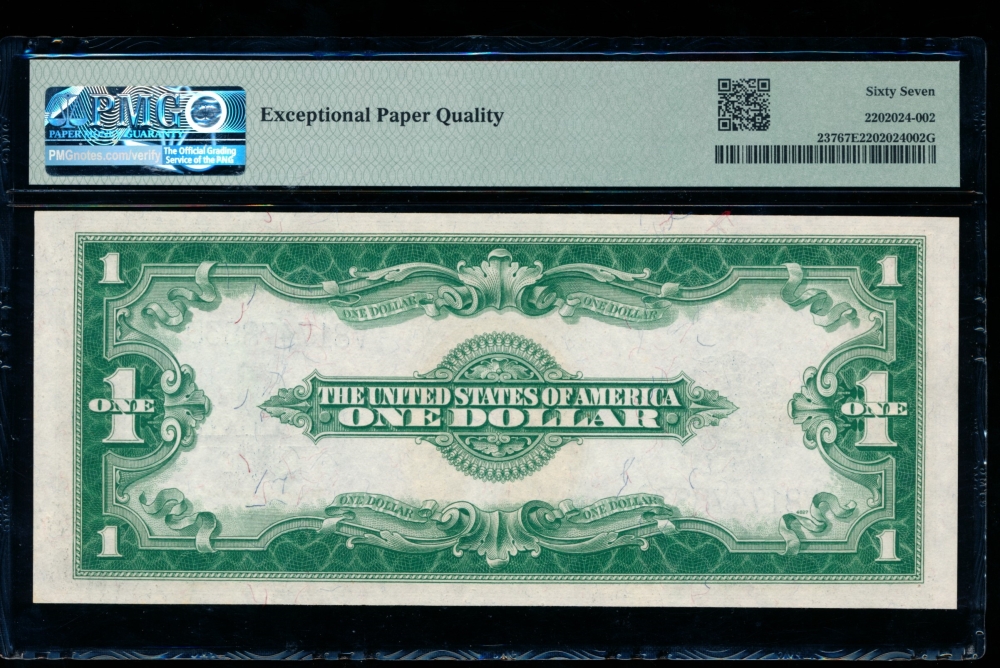 PMG
PAPER MONEY GUARANTY
PMGnotes.com/verify
The Official Grading
Service of the PNG
Exceptional Paper Quality
Sixty Seven
2202024-002
23767E2202024002G
1
1
ONE DOLLAR
ONE DOLLAR
1
ONE
THE UNITED STATES OF AMERICA
ONE DOLLAR
1
ONE
ONE DOLLAR
ONE DOLLAR
1
1